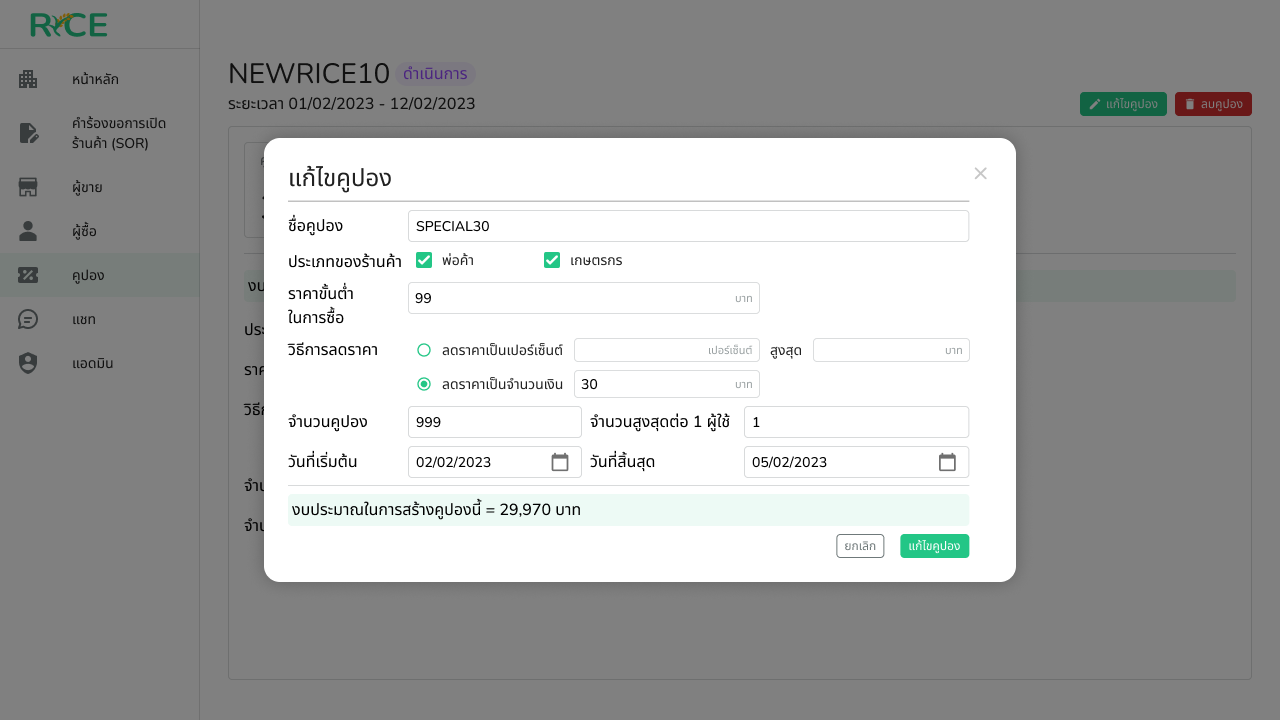 RICE
หน้าหลัก
คำร้องขอการเปิด
ร้านค้า (SOR)
ผู้ขาย
ผู้ซื้อ
คูปอง
แชท
แอดมิน
NEWRICE10 ดำเนินการ
ระยะเวลา 01/02/2023 - 12/02/2023
แก้ไขคูปอง ลบคูปอง
แก้ไขคูปอง
ชื่อคูปอง SPECIAL30
ประเภทของร้านค้า พ่อค้า เกษตรกร
ราคาขั้นต่ำ
ในการซื้อ 99 บาท
วิธีการลดราคา ลดราคาเป็นเปอร์เซ็นต์ เปอร์เซ็นต์ สูงสุด บาท
ลดราคาเป็นจำนวนเงิน 30 บาท
จำนวนคูปอง 999 จำนวนสูงสุดต่อ 1 ผู้ใช้ 1
วันที่เริ่มต้น 02/02/2023 วันที่สิ้นสุด 05/02/2023
งบประมาณในการสร้างคูปองนี้ = 29,970 บาท
ยกเลิก แก้ไขคูปอง